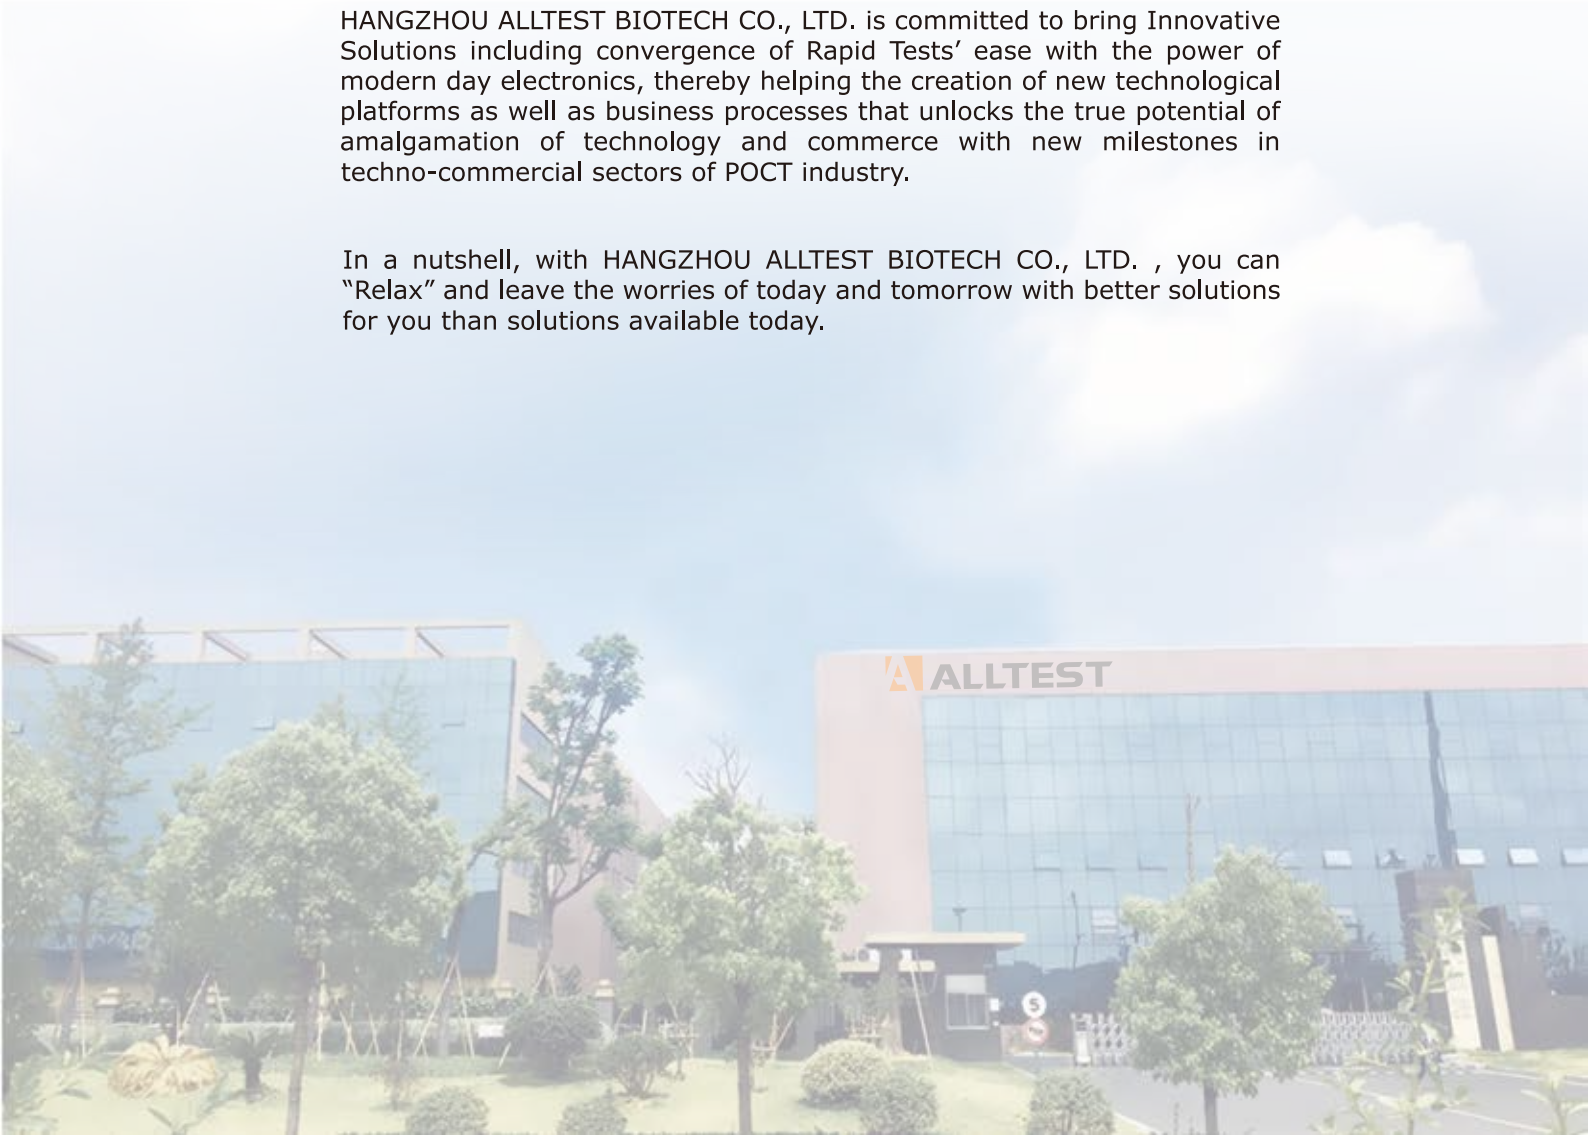 HANGZHOU ALLTEST BIOTECH CO., LTD. is committed to bring Innovative
Solutions including convergence of Rapid Tests’ ease with the power of
modern day electronics, thereby helping the creation of new technological
platforms as well as business processes that unlocks the true potential of
amalgamation of technology and commerce with new milestones in
techno-commercial sectors of POCT industry.
In a nutshell, with HANGZHOU ALLTEST BIOTECH CO., LTD. , you can
“Relax” and leave the worries of today and tomorrow with better solutions
for you than solutions available today.
ALLTEST
5